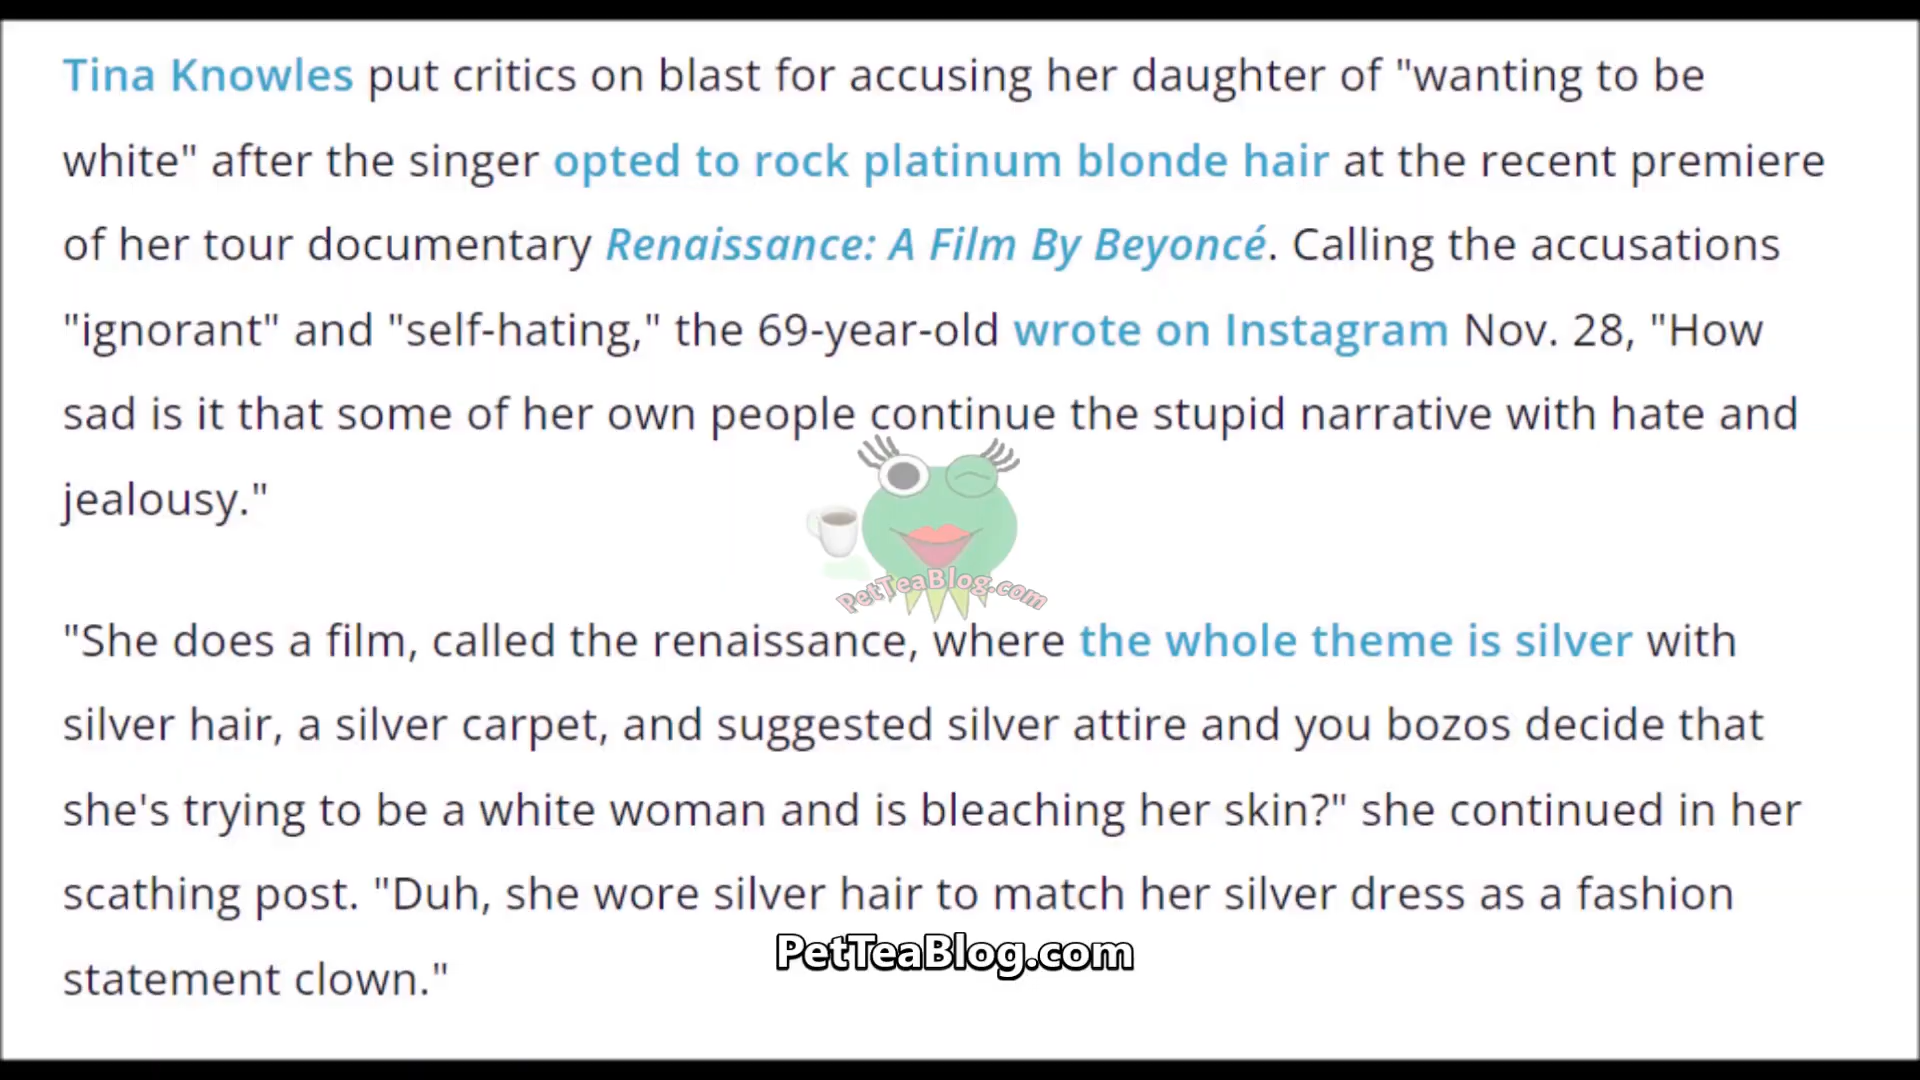 Tina Knowles put critics on blast for accusing her daughter of "wanting to be
white" after the singer opted to rock platinum blonde hair at the recent premiere
of her tour documentary Renaissance: A Film By Beyoncé. Calling the accusations
"ignorant" and "self-hating," the 69-year-old wrote on Instagram Nov. 28, "How
sad is it that some of her own people continue the stupid narrative with hate and
jealousy."
PetTeaBlog.com
"She does a film, called the renaissance, where the whole theme is silver with
silver hair, a silver carpet, and suggested silver attire and you bozos decide that
she's trying to be a white woman and is bleaching her skin?" she continued in her
scathing post. "Duh, she wore silver hair to match her silver dress as a fashion
PetTeaBlog.com
statement clown."